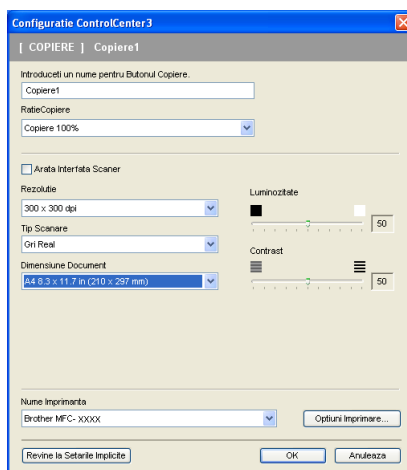 Configuratie ControlCenter3
[ COPIERE ] Copiere1
Introduceti un nume pentru Butonul Copiere.
Copiere1
RatieCopiere
Copiere 100%
Arata Interfata Scaner
Rezolutie
300 x 300 dpi
Luminozitate
50
Tip Scanare
Gri Real
Contrast
50
Dimensiune Document
A4 8.3 x 11.7 in (210 x 297 mm)
Nume Imprimanta
Brother MFC- XXXX
Optiuni Imprimare...
Revine la Setarile Implicite
OK
Anuleaza